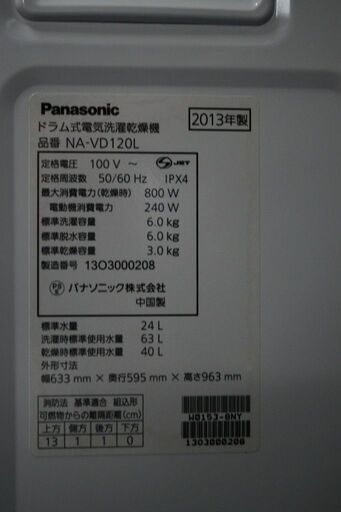 Panasonic
2013年製
ドラム式電気洗濯乾燥機
品番 NA-VD120L
定格電圧 100 V ～ S JET
定格周波数 50/60 Hz IPX4
最大消費電力(乾燥時) 800 W
電動機消費電力 240 W
標準洗濯容量 6.0 kg
標準脱水容量 6.0 kg
標準乾燥容量 3.0 kg
製造番号 13O3000208
PS E パナソニック株式会社
中国製
標準水量 24 L
洗濯時標準使用水量 63 L
乾燥時標準使用水量 40 L
外形寸法
幅633 mm × 奥行595 mm × 高さ963 mm
消防法 基準適合 組込形
可燃物からの離隔距離(cm)
上方 側方 後方 下方
13 1 1 0
W0153-8NY
1303000208